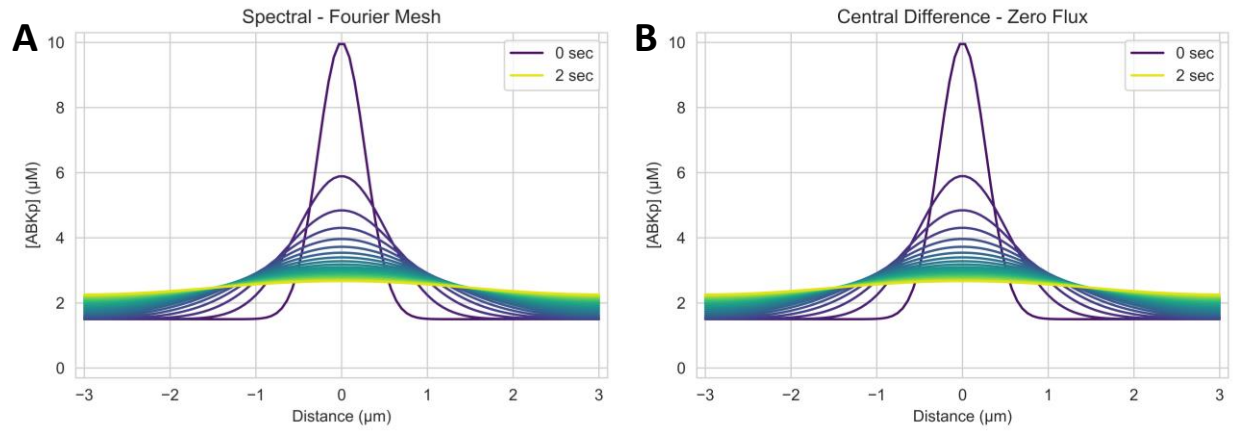 A
Spectral - Fourier Mesh
[ABKp] (μM)
10
8
6
4
2
0
0 sec
2 sec
−3
−2
−1
0
1
2
3
Distance (μm)
B
Central Difference - Zero Flux
[ABKp] (μM)
10
8
6
4
2
0
0 sec
2 sec
−3
−2
−1
0
1
2
3
Distance (μm)